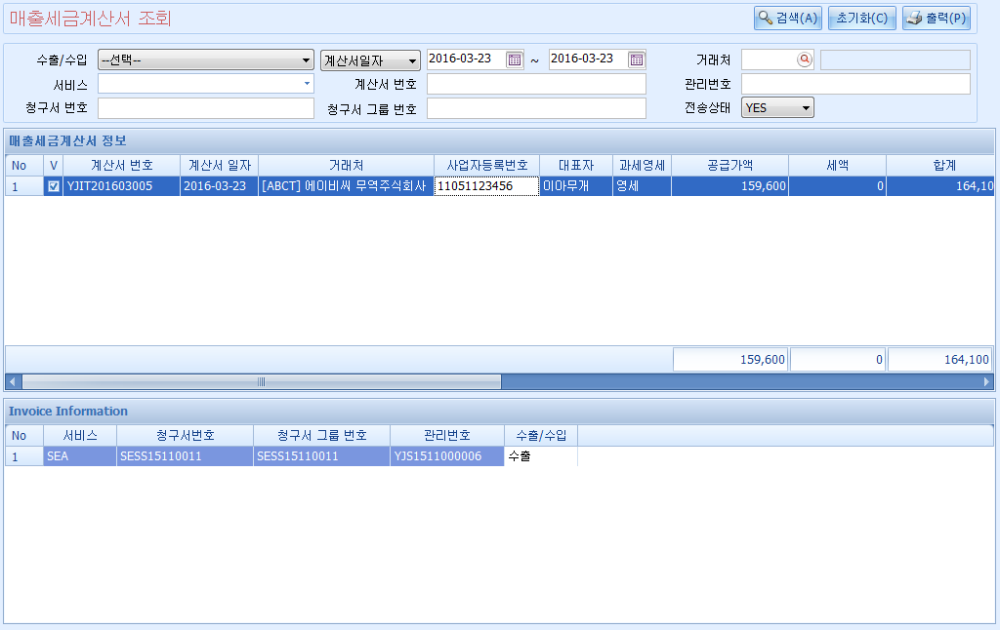 매출세금계산서 조회
검색(A) 초기화(C) 출력(P)
수출/수입 --선택-- 계산서일자 2016-03-23 ~ 2016-03-23 거래처
서비스 계산서 번호 관리번호
청구서 번호 청구서 그룹 번호 전송상태 YES
매출세금계산서 정보
No V 계산서 번호 계산서 일자 거래처 사업자등록번호 대표자 과세영세 공급가액 세액 합계
1 YJIT201603005 2016-03-23 [ABCT] 에이비씨 무역주식회사 11051123456 이아무개 영세 159,600 0 164,10
159,600 0 164,100
Invoice Information
No 서비스 청구서번호 청구서 그룹 번호 관리번호 수출/수입
1 SEA SESS15110011 SESS15110011 YJS1511000006 수출